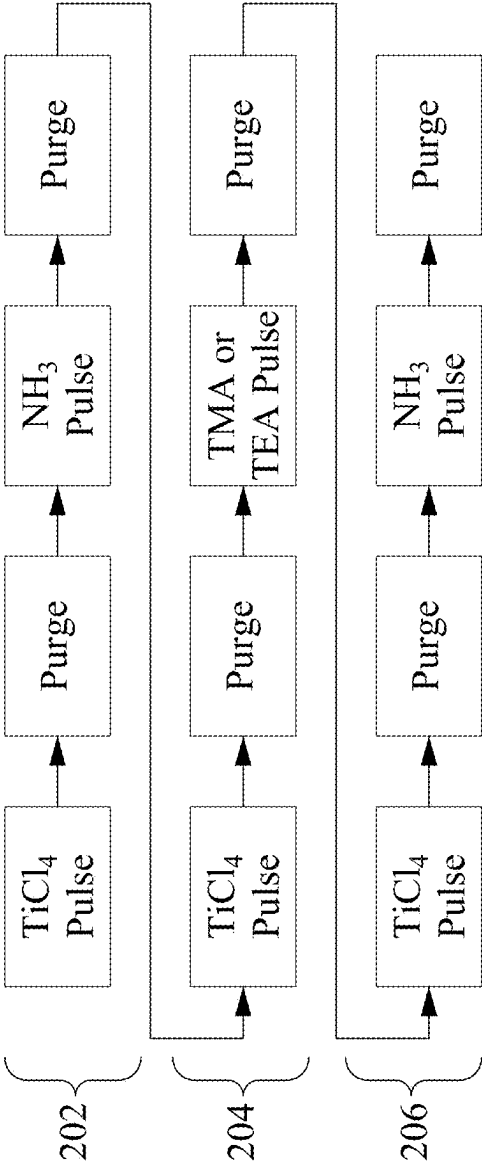 202
TiCl4
Pulse
Purge
NH3
Pulse
Purge
204
TiCl4
Pulse
Purge
TMA or
TEA Pulse
Purge
206
TiCl4
Pulse
Purge
NH3
Pulse
Purge